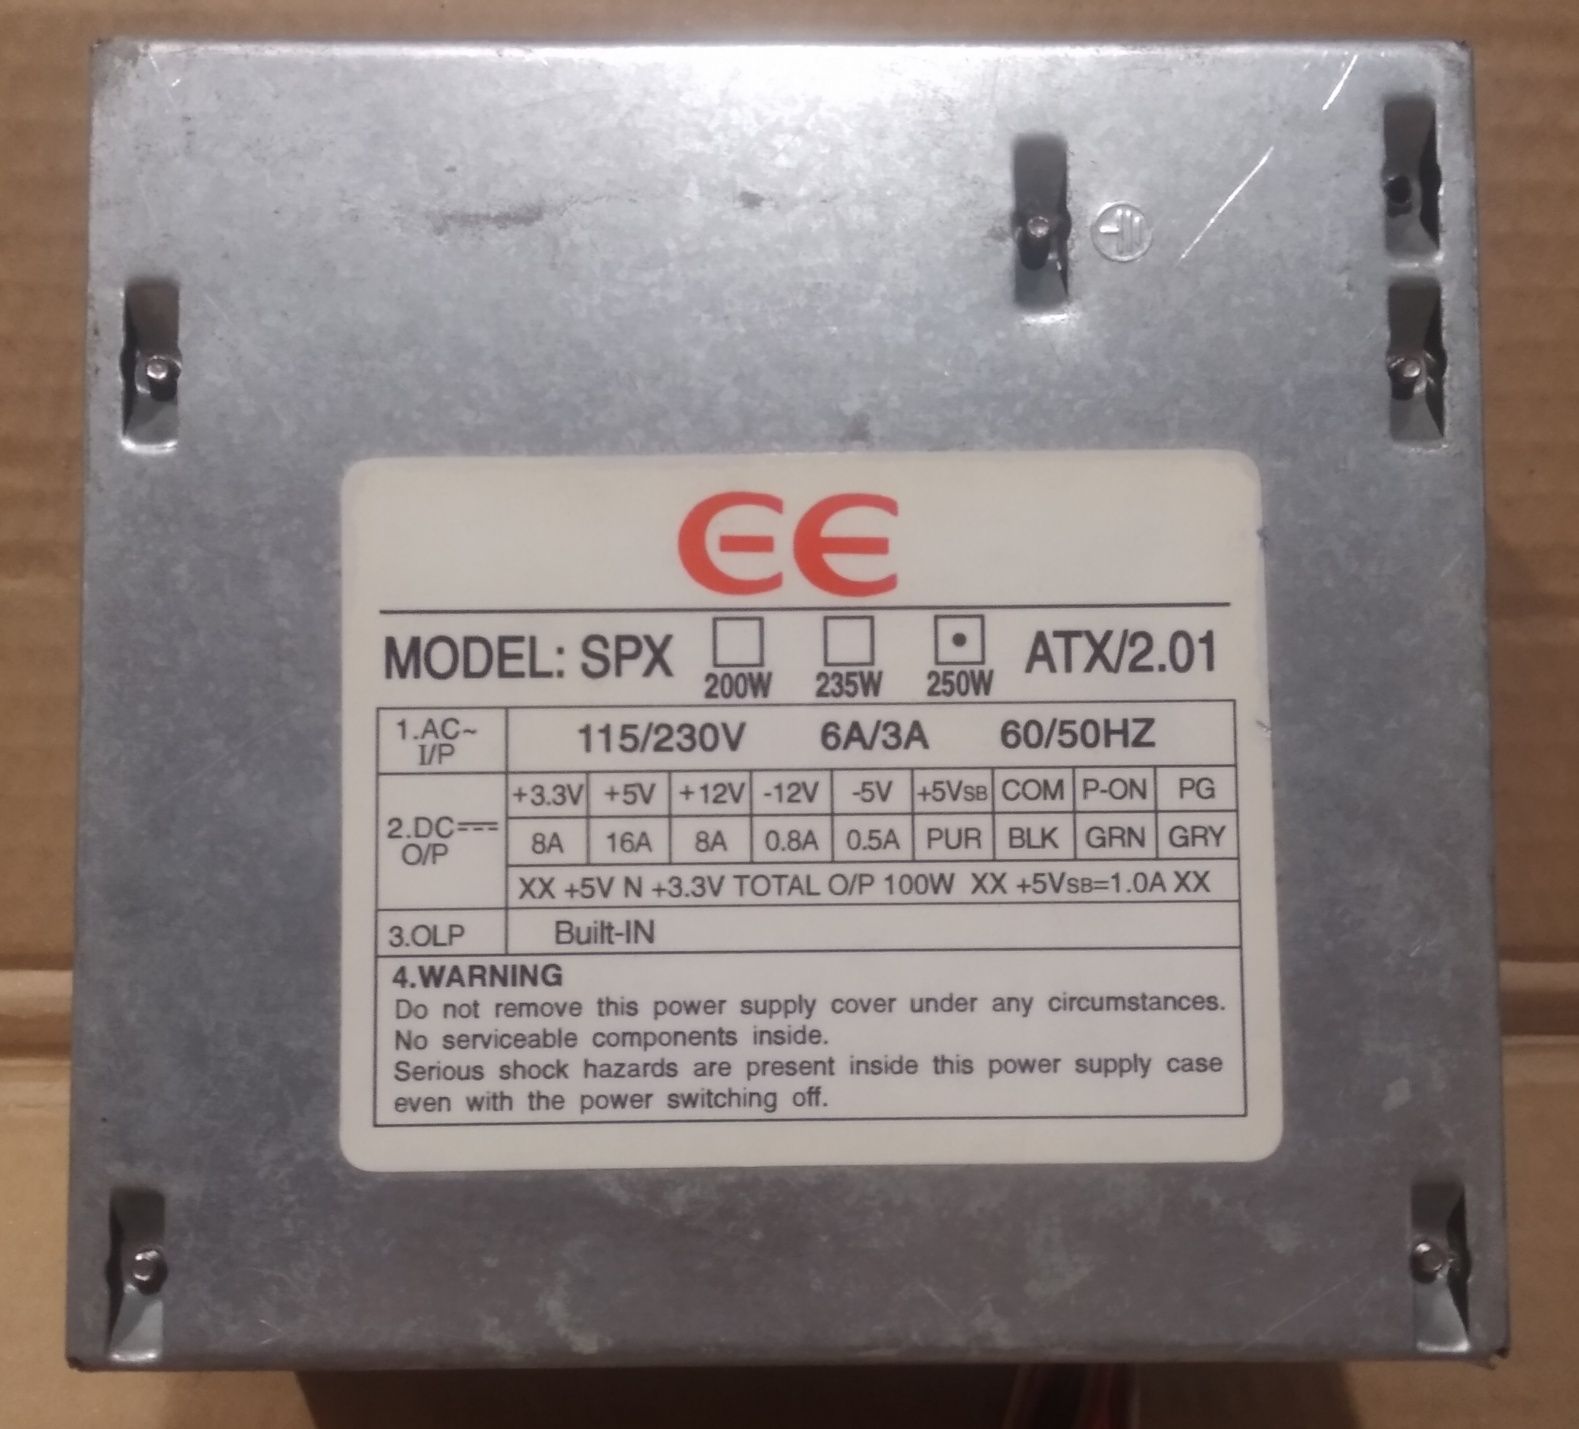 CE
MODEL: SPX 200W 235W 250W ATX/2.01
1.AC~ I/P 115/230V 6A/3A 60/50HZ
2.DC O/P +3.3V +5V +12V -12V -5V +5VSB COM P-ON PG
8A 16A 8A 0.8A 0.5A PUR BLK GRN GRY
XX +5V N +3.3V TOTAL O/P 100W XX +5VSB=1.0A XX
3.OLP Built-IN
4.WARNING
Do not remove this power supply cover under any circumstances.
No serviceable components inside.
Serious shock hazards are present inside this power supply case
even with the power switching off.